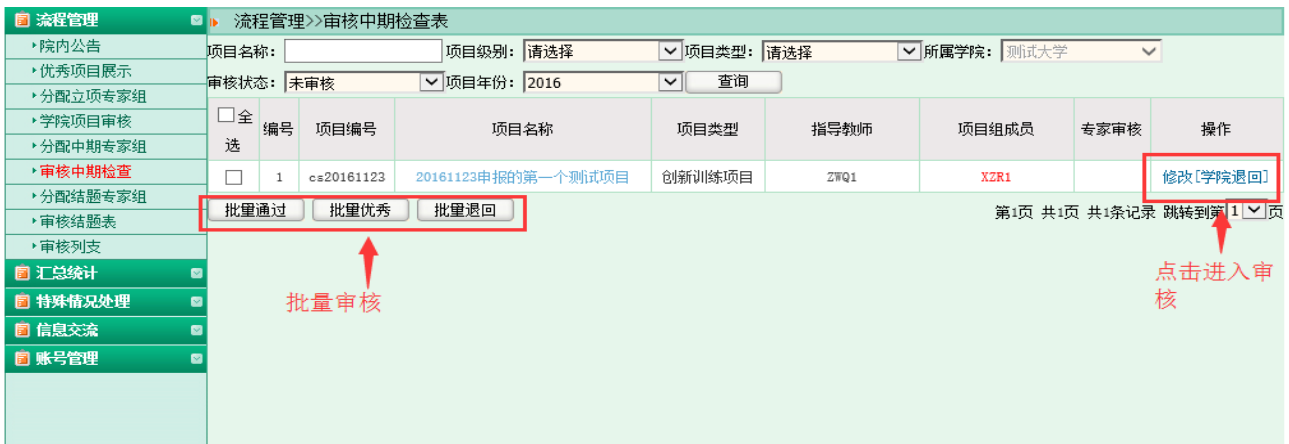 流程管理
院内公告
优秀项目展示
分配立项专家组
学院项目审核
分配中期专家组
审核中期检查
分配结题专家组
审核结题表
审核列支
汇总统计
特殊情况处理
信息交流
账号管理
流程管理>>审核中期检查表
项目名称： 项目级别： 请选择 项目类型： 请选择 所属学院： 测试大学
审核状态： 未审核 项目年份： 2016 查询
全选 编号 项目编号 项目名称 项目类型 指导教师 项目组成员 专家审核 操作
1 cs20161123 20161123申报的第一个测试项目 创新训练项目 ZWQ1 XZR1 修改[学院退回]
批量通过 批量优秀 批量退回 第1页 共1页 共1条记录 跳转到第 1 页
批量审核
点击进入审
核